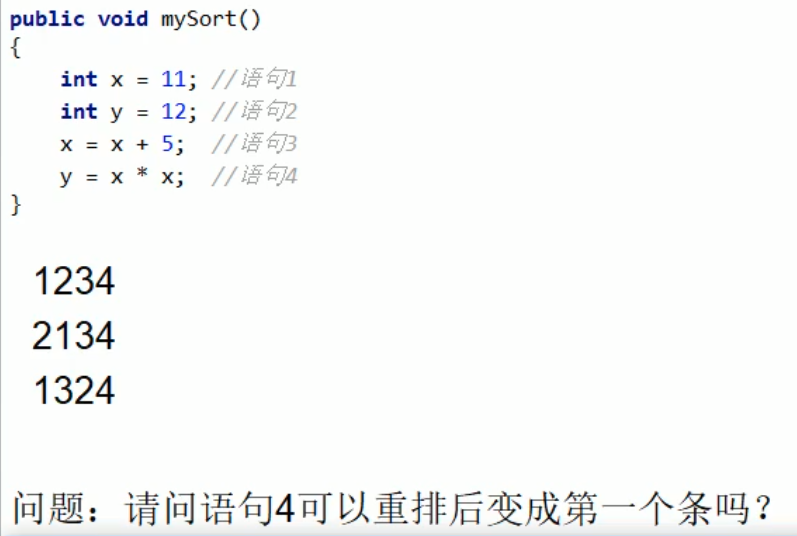 public void mySort()
{
int x = 11; //语句1
int y = 12; //语句2
x = x + 5; //语句3
y = x * x; //语句4
}
1234
2134
1324
问题：请问语句4可以重排后变成第一个条吗？